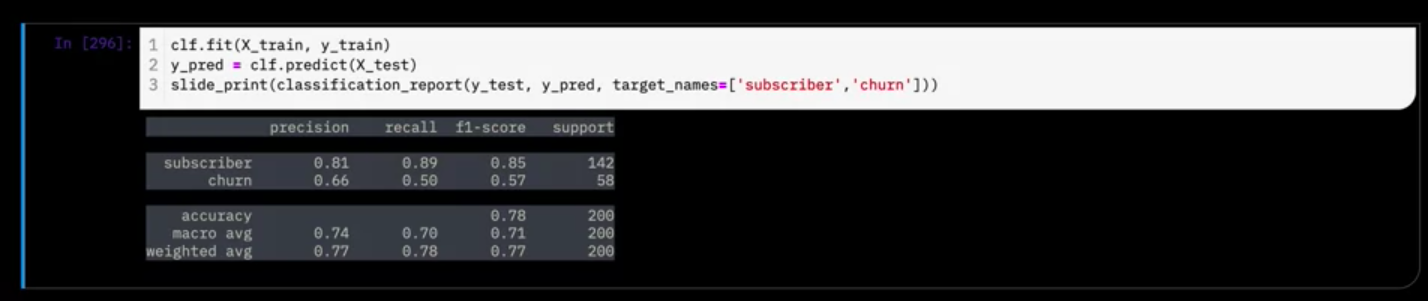 In [296]:
1 clf.fit(X_train, y_train)
2 y_pred = clf.predict(X_test)
3 slide_print(classification_report(y_test, y_pred, target_names=['subscriber','churn']))
precision recall f1-score support
subscriber 0.81 0.89 0.85 142
churn 0.66 0.50 0.57 58
accuracy 0.78 200
macro avg 0.74 0.70 0.71 200
weighted avg 0.77 0.78 0.77 200